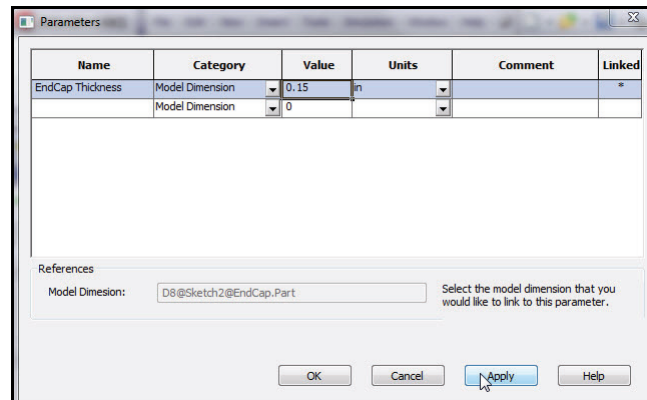 Parameters
Name Category Value Units Comment Linked
EndCap Thickness Model Dimension 0.15 in *
Model Dimension 0
References
Model Dimesion: D8@Sketch2@EndCap.Part Select the model dimension that you
would like to link to this parameter.
OK Cancel Apply Help